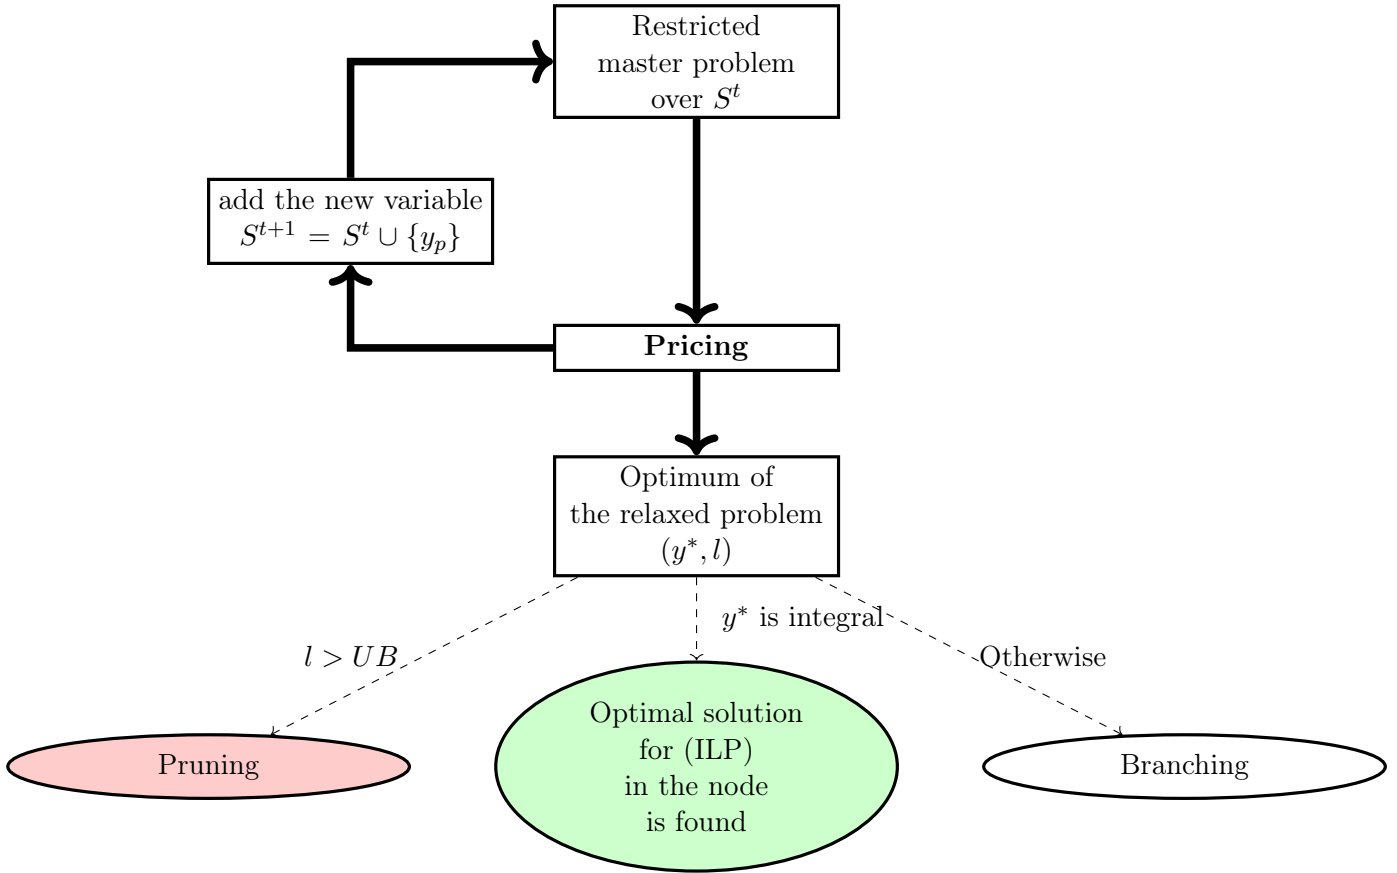 Restricted
master problem
over $S^t$
add the new variable
$S^{t+1} = S^t \cup \{y_p\}$
Pricing
Optimum of
the relaxed problem
$(y^*, l)$
$y^*$ is integral
$l > UB$
Otherwise
Pruning
Optimal solution
for (ILP)
in the node
is found
Branching